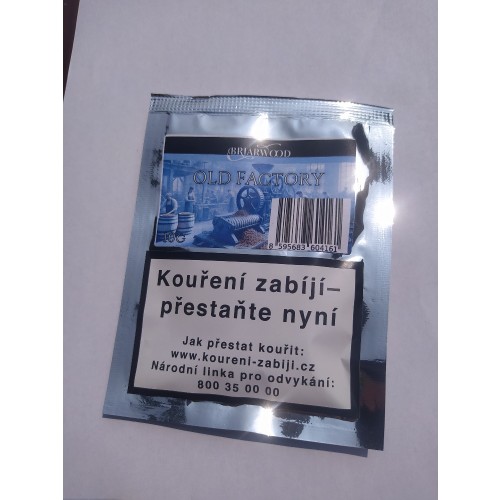 BRIARWOOD
OLD FACTORY
10G
8 595683 604161
Kouření zabíjí–
přestaňte nyní
Jak přestat kouřit:
www.koureni-zabiji.cz
Národní linka pro odvykání:
800 35 00 00